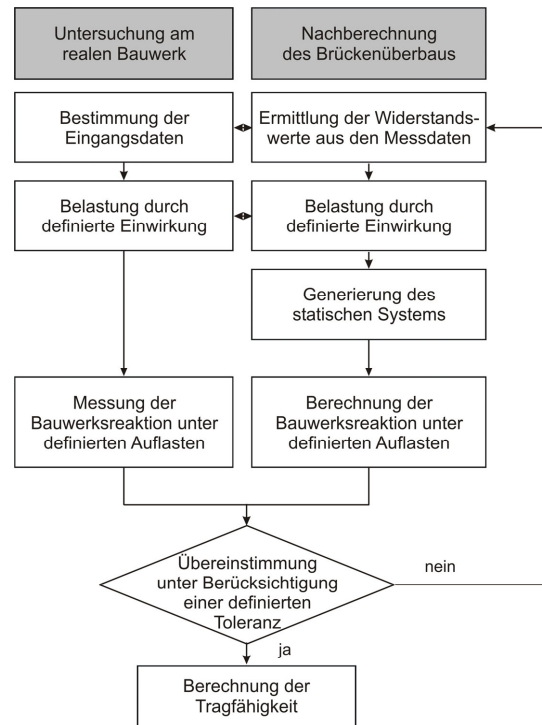 Untersuchung am
realen Bauwerk
Nachberechnung
des Brückenüberbaus
Bestimmung der
Eingangsdaten
Ermittlung der Widerstands-
werte aus den Messdaten
Belastung durch
definierte Einwirkung
Belastung durch
definierte Einwirkung
Generierung des
statischen Systems
Messung der
Bauwerksreaktion unter
definierten Auflasten
Berechnung der
Bauwerksreaktion unter
definierten Auflasten
Übereinstimmung
unter Berücksichtigung
einer definierten
Toleranz
nein
ja
Berechnung der
Tragfähigkeit